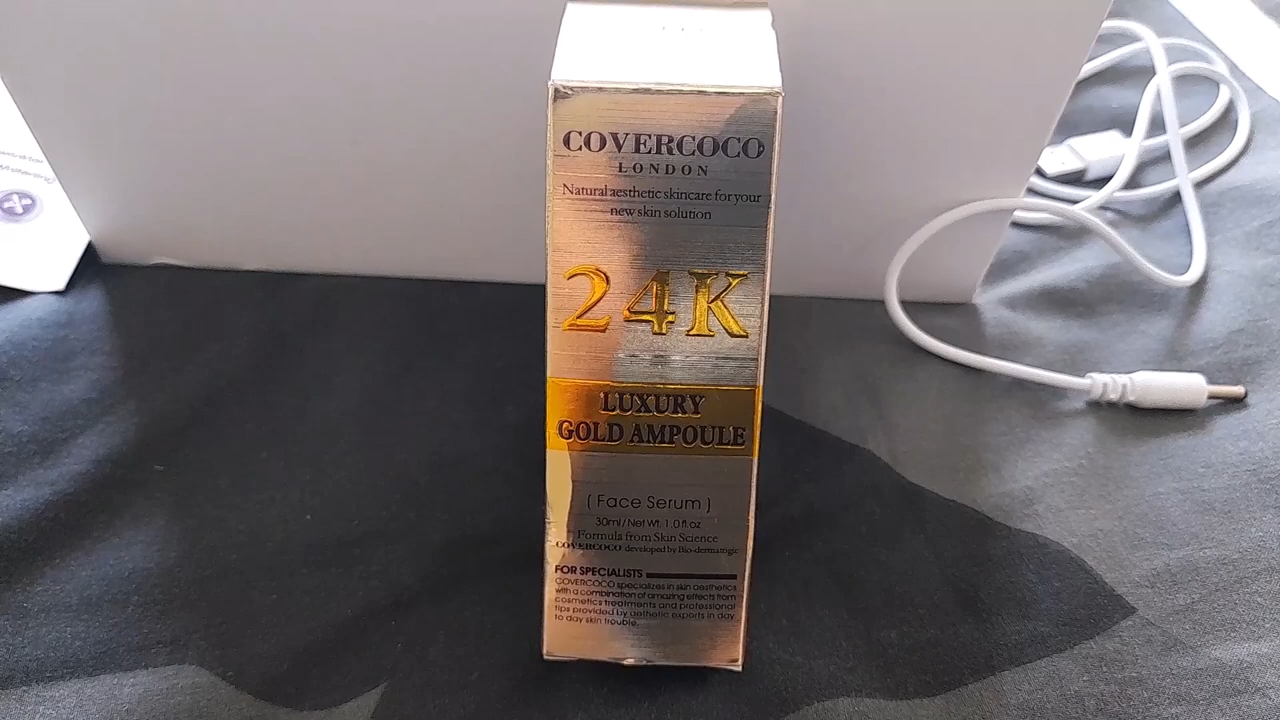 COVERCOCO
LONDON
Natural aesthetic skincare for your
new skin solution
24K
LUXURY
GOLD AMPOULE
( Face Serum )
30ml / Net Wt. 1.0 fl.oz
Formula from Skin Science
COVERCOCO developed by Bio-dermatogic
FOR SPECIALISTS
COVERCOCO specializes in skin aesthetics
with a combination of amazing effects from
cosmetics treatments and professional
tips provided by aethetic experts in day
to day skin trouble.